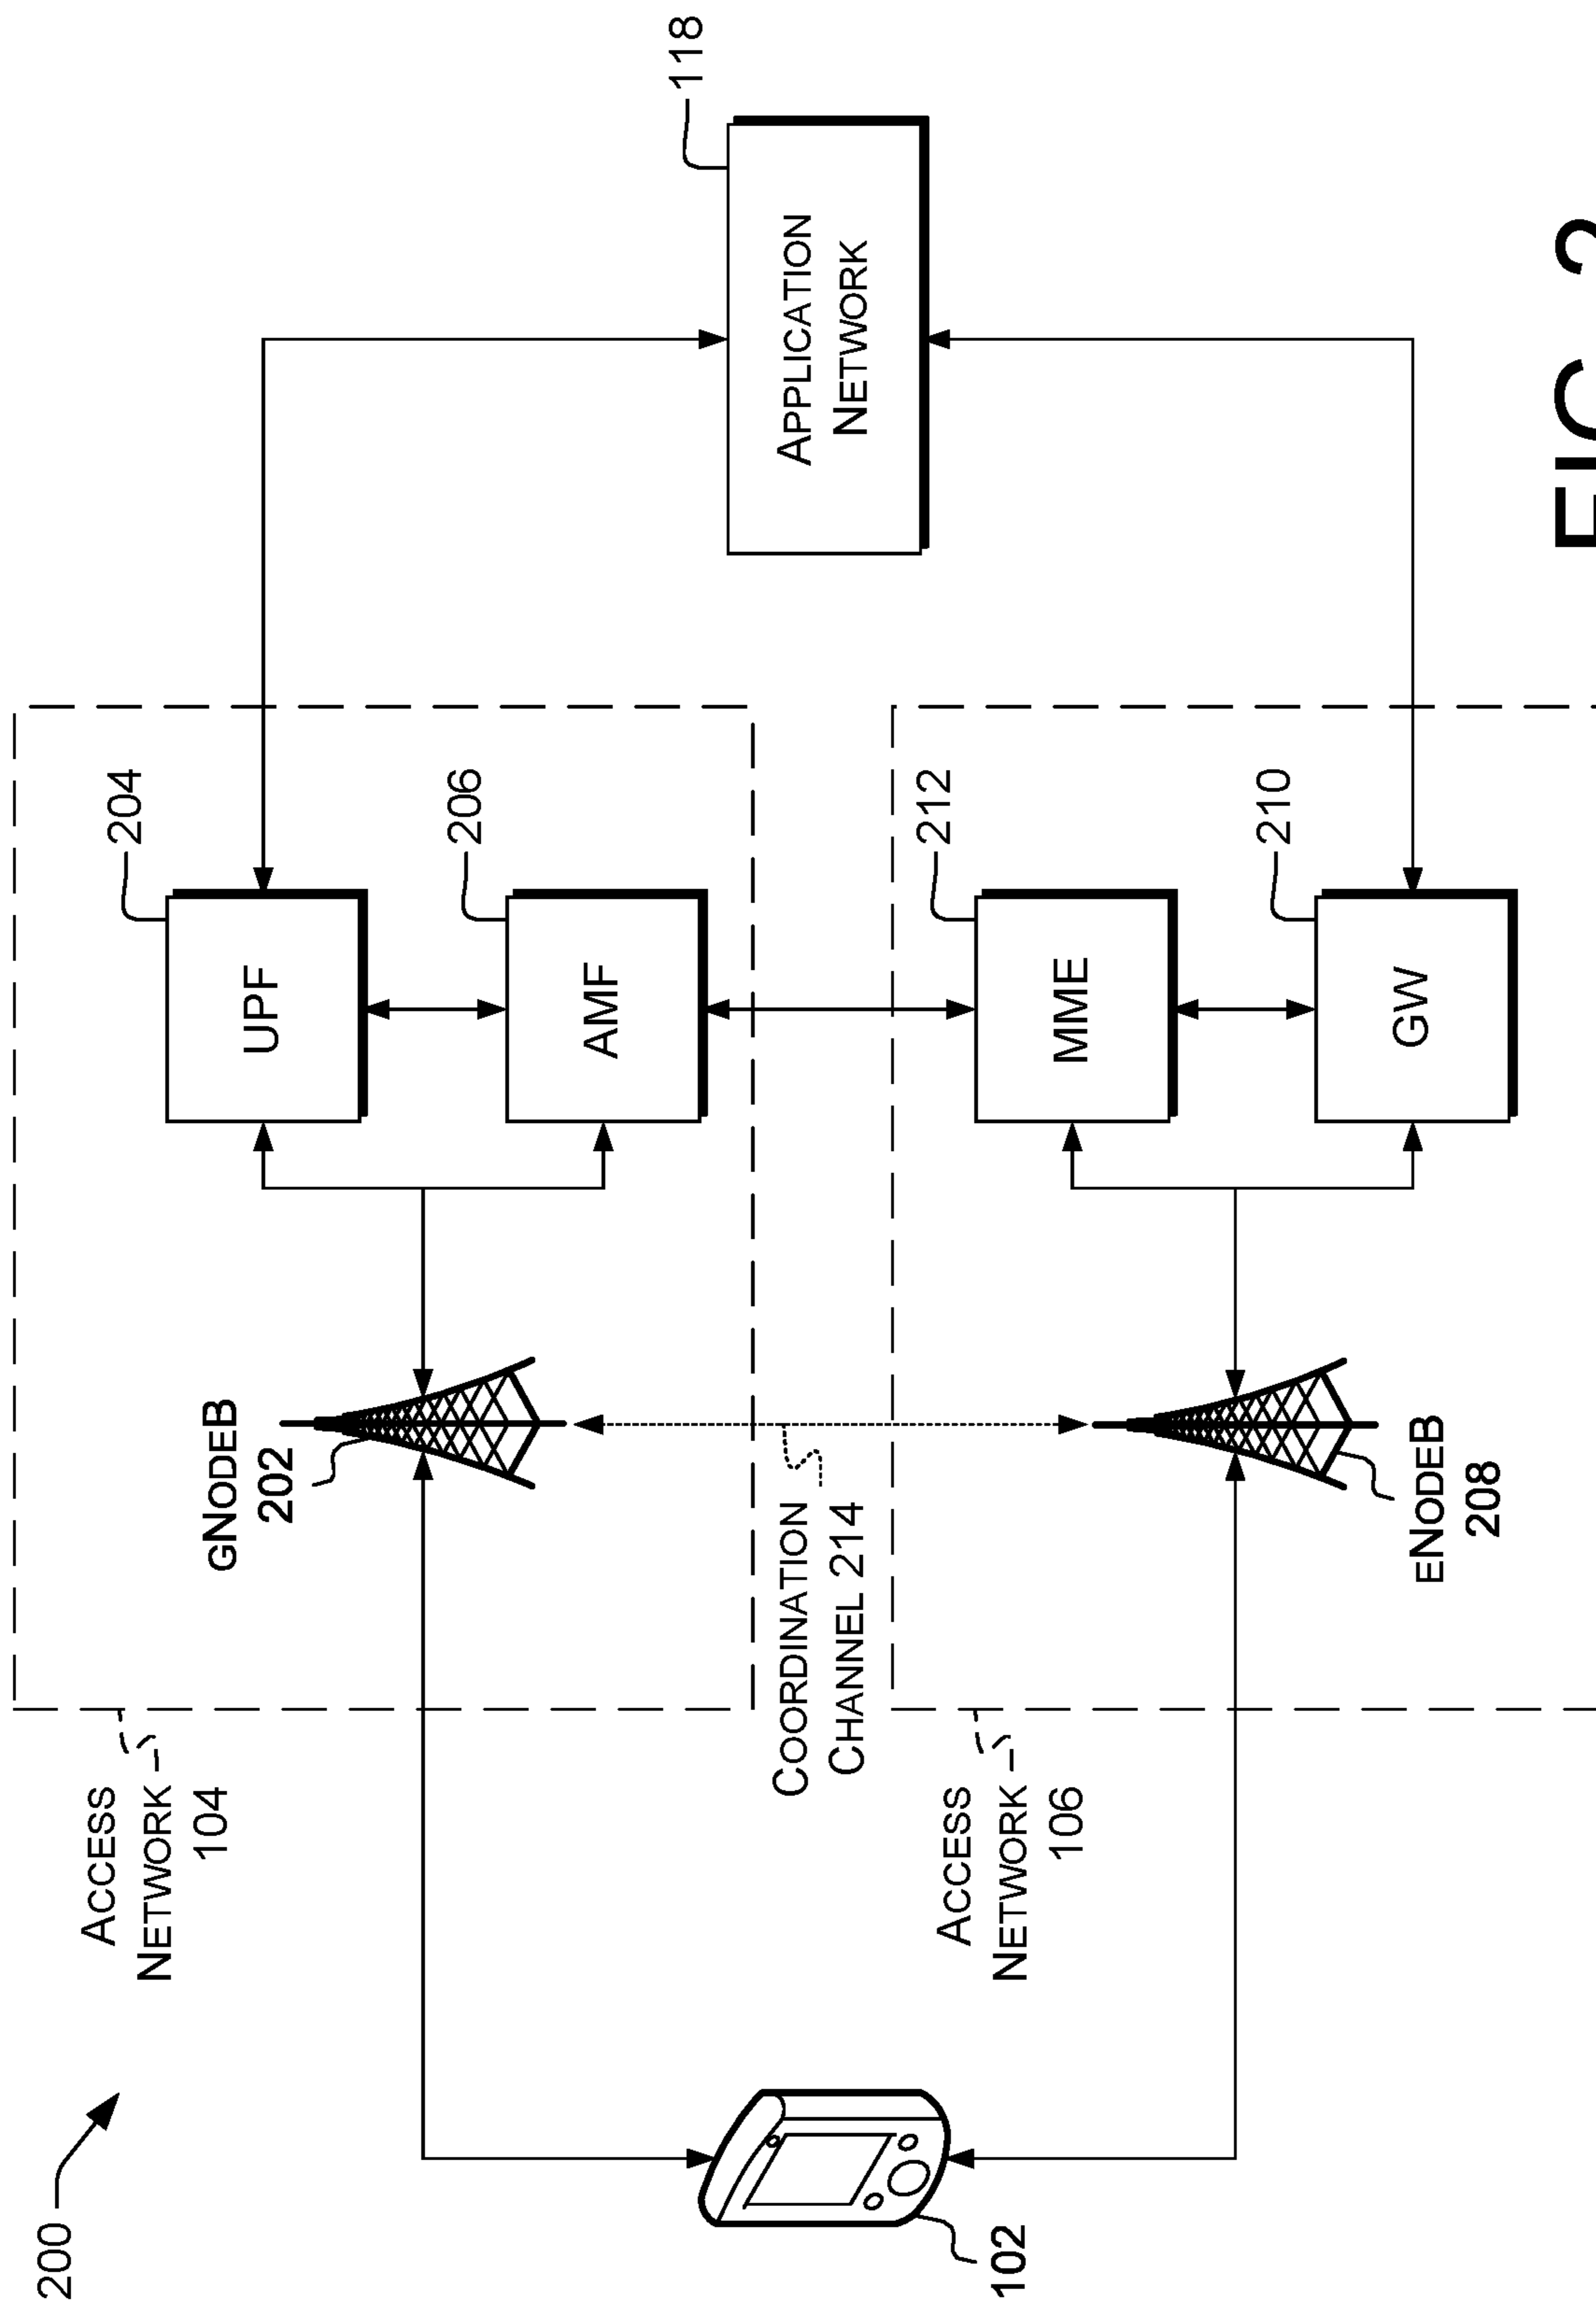 200
ACCESS
NETWORK
104
GNODEB
202
204
UPF
206
AMF
COORDINATION
CHANNEL 214
118
APPLICATION
NETWORK
102
ACCESS
NETWORK
106
ENODEB
208
212
MME
210
GW